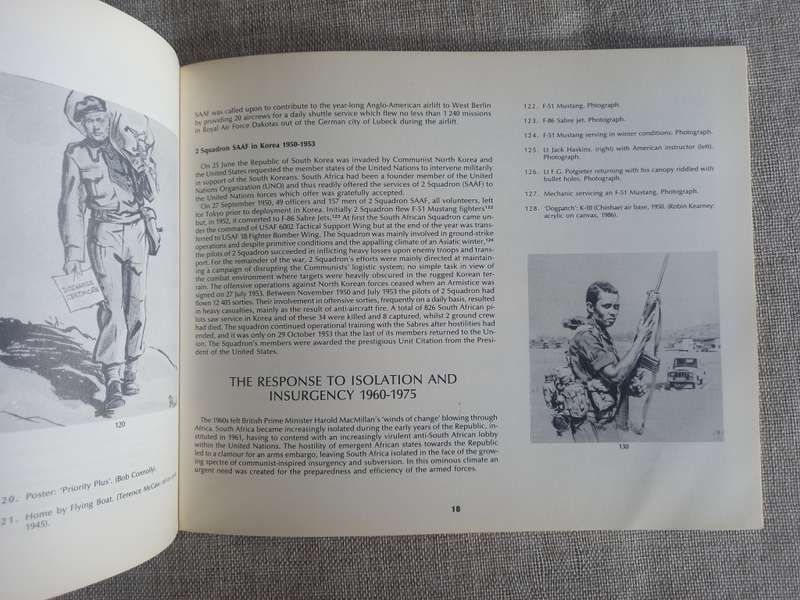 DISCHARGE
CERTIFICATE
120
20. Poster: 'Priority Plus'. (Bob Connolly).
21. Home by Flying Boat. (Terence McCaw
1945).
SAAF was called upon to contribute to the year-long Anglo-American airlift to West Berlin
by providing 20 aircrews for a daily shuttle service which flew no less than 1 240 missions
in Royal Air Force Dakotas out of the German city of Lubeck during the airlift.
2 Squadron SAAF in Korea 1950-1953
On 25 June the Republic of South Korea was invaded by Communist North Korea and
the United States requested the member states of the United Nations to intervene militarily
in support of the South Koreans. South Africa had been a founder member of the United
Nations Organization (UNO) and thus readily offered the services of 2 Squadron (SAAF) to
the United Nations forces which offer was gratefully accepted.
On 27 September 1950, 49 officers and 157 men of 2 Squadron SAAF, all volunteers, left
for Tokyo prior to deployment in Korea. Initially 2 Squadron flew F-51 Mustang fighters122
but, in 1952, it converted to F-86 Sabre Jets.123 At first the South African Squadron came un-
der the command of USAF 6002 Tactical Support Wing but at the end of the year was trans-
fered to USAF 18 Fighter Bomber Wing. The Squadron was mainly involved in ground-strike
operations and despite primitive conditions and the appalling climate of an Asiatic winter,124
the pilots of 2 Squadron succeeded in inflicting heavy losses upon enemy troops and trans-
port. For the remainder of the war, 2 Squadron's efforts were mainly directed at maintain-
ing a campaign of disrupting the Communists' logistic system; no simple task in view of
the combat environment where targets were heavily obscured in the rugged Korean ter-
rain. The offensive operations against North Korean forces ceased when an Armistice was
signed on 27 July 1953. Between November 1950 and July 1953 the pilots of 2 Squadron had
flown 12 405 sorties. Their involvement in offensive sorties, frequently on a daily basis, resulted
in heavy casualties, mainly as the result of anti-aircraft fire. A total of 826 South African pi-
lots saw service in Korea and of these 34 were killed and 8 captured, whilst 2 ground crew
had died. The squadron continued operational training with the Sabres after hostilities had
ended, and it was only on 29 October 1953 that the last of its members returned to the Un-
ion. The Squadron's members were awarded the prestigious Unit Citation from the Presi-
dent of the United States.
THE RESPONSE TO ISOLATION AND
INSURGENCY 1960-1975
The 1960s felt British Prime Minister Harold MacMillan's 'winds of change' blowing through
Africa. South Africa became increasingly isolated during the early years of the Republic, in-
stituted in 1961, having to contend with an increasingly virulent anti-South African lobby
within the United Nations. The hostility of emergent African states towards the Republic
led to a clamour for an arms embargo, leaving South Africa isolated in the face of the grow-
ing spectre of communist-inspired insurgency and subversion. In this ominous climate an
urgent need was created for the preparedness and efficiency of the armed forces.
122. F-51 Mustang. Photograph.
123. F-86 Sabre jet. Photograph.
124. F-51 Mustang serving in winter conditions. Photograph.
125. Lt Jack Haskins, (right) with American instructor (left).
Photograph.
126. Lt F.G. Potgieter returning with his canopy riddled with
bullet holes. Photograph.
127. Mechanic servicing an F-51 Mustang. Photograph.
128. 'Dogpatch': K-10 (Chinhaei air base, 1950). (Robin Kearney:
acrylic on canvas, 1986).
130
18